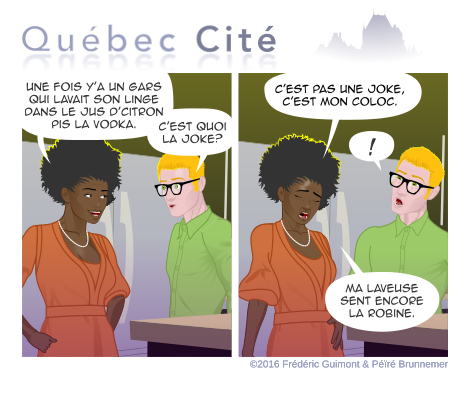 Québec Cité
UNE FOIS Y'A UN GARS
QUI LAVAIT SON LINGE
DANS LE JUS D'CITRON
PIS LA VODKA.
C'EST QUOI
LA JOKE?
C'EST PAS UNE JOKE,
C'EST MON COLOC.
!
MA LAVEUSE
SENT ENCORE
LA ROBINE.
©2016 Frédéric Guimont & Péïré Brunnemer